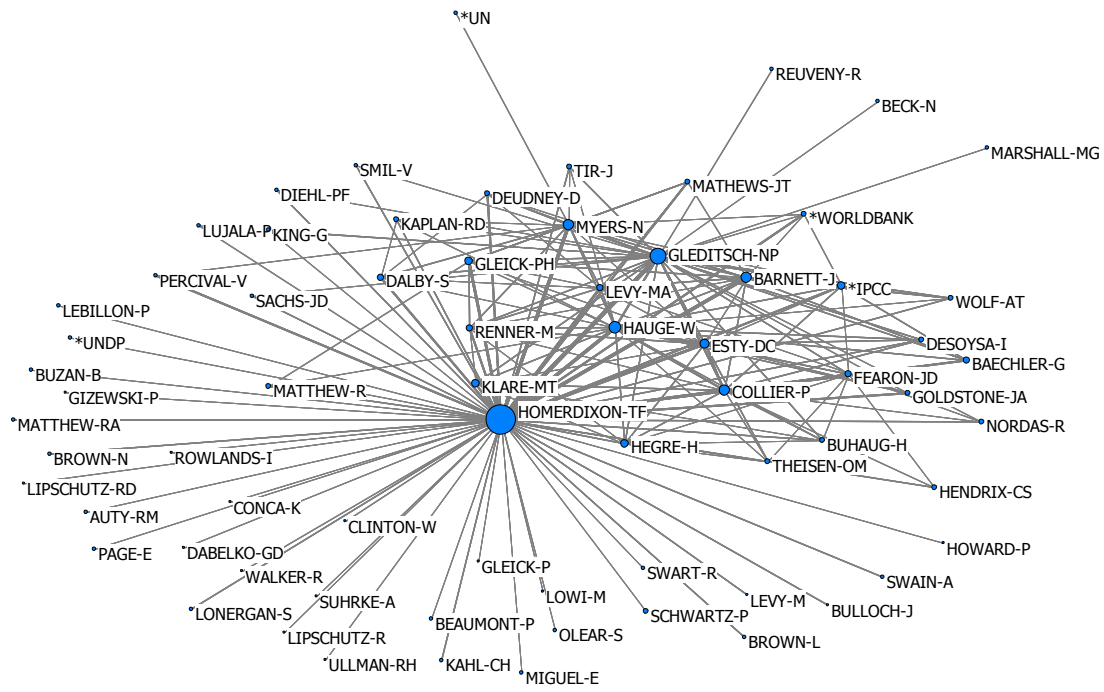 *UN
REUVENY-R
BECK-N
MARSHALL-MG
SMIL-V
TIR-J
MATHEWS-JT
DIEHL-PF
DEUDNEY-D
*WORLDBANK
LUJALA-P
KING-G
KAPLAN-RD
MYERS-N
GLEDITSCH-NP
GLEICK-PH
PERCIVAL-V
DALBY-S
BARNETT-J
*IPCC
SACHS-JD
LEVY-MA
WOLF-AT
LEBILLON-P
RENNER-M
HAUGE-W
*UNDP
ESTY-DC
DESOYSA-I
BAECHLER-G
BUZAN-B
MATTHEW-R
KLARE-MT
FEARON-JD
GIZEWSKI-P
COLLIER-P
GOLDSTONE-JA
MATTHEW-RA
HOMERDIXON-TF
NORDAS-R
BROWN-N
ROWLANDS-I
HEGRE-H
BUHAUG-H
THEISEN-OM
LIPSCHUTZ-RD
HENDRIX-CS
CONCA-K
AUTY-RM
CLINTON-W
PAGE-E
DABELKO-GD
HOWARD-P
GLEICK-P
WALKER-R
SWART-R
SWAIN-A
LONERGAN-S
SUHRKE-A
LOWI-M
LEVY-M
BULLOCH-J
BEAUMONT-P
SCHWARTZ-P
LIPSCHUTZ-R
OLEAR-S
BROWN-L
ULLMAN-RH
KAHL-CH
MIGUEL-E